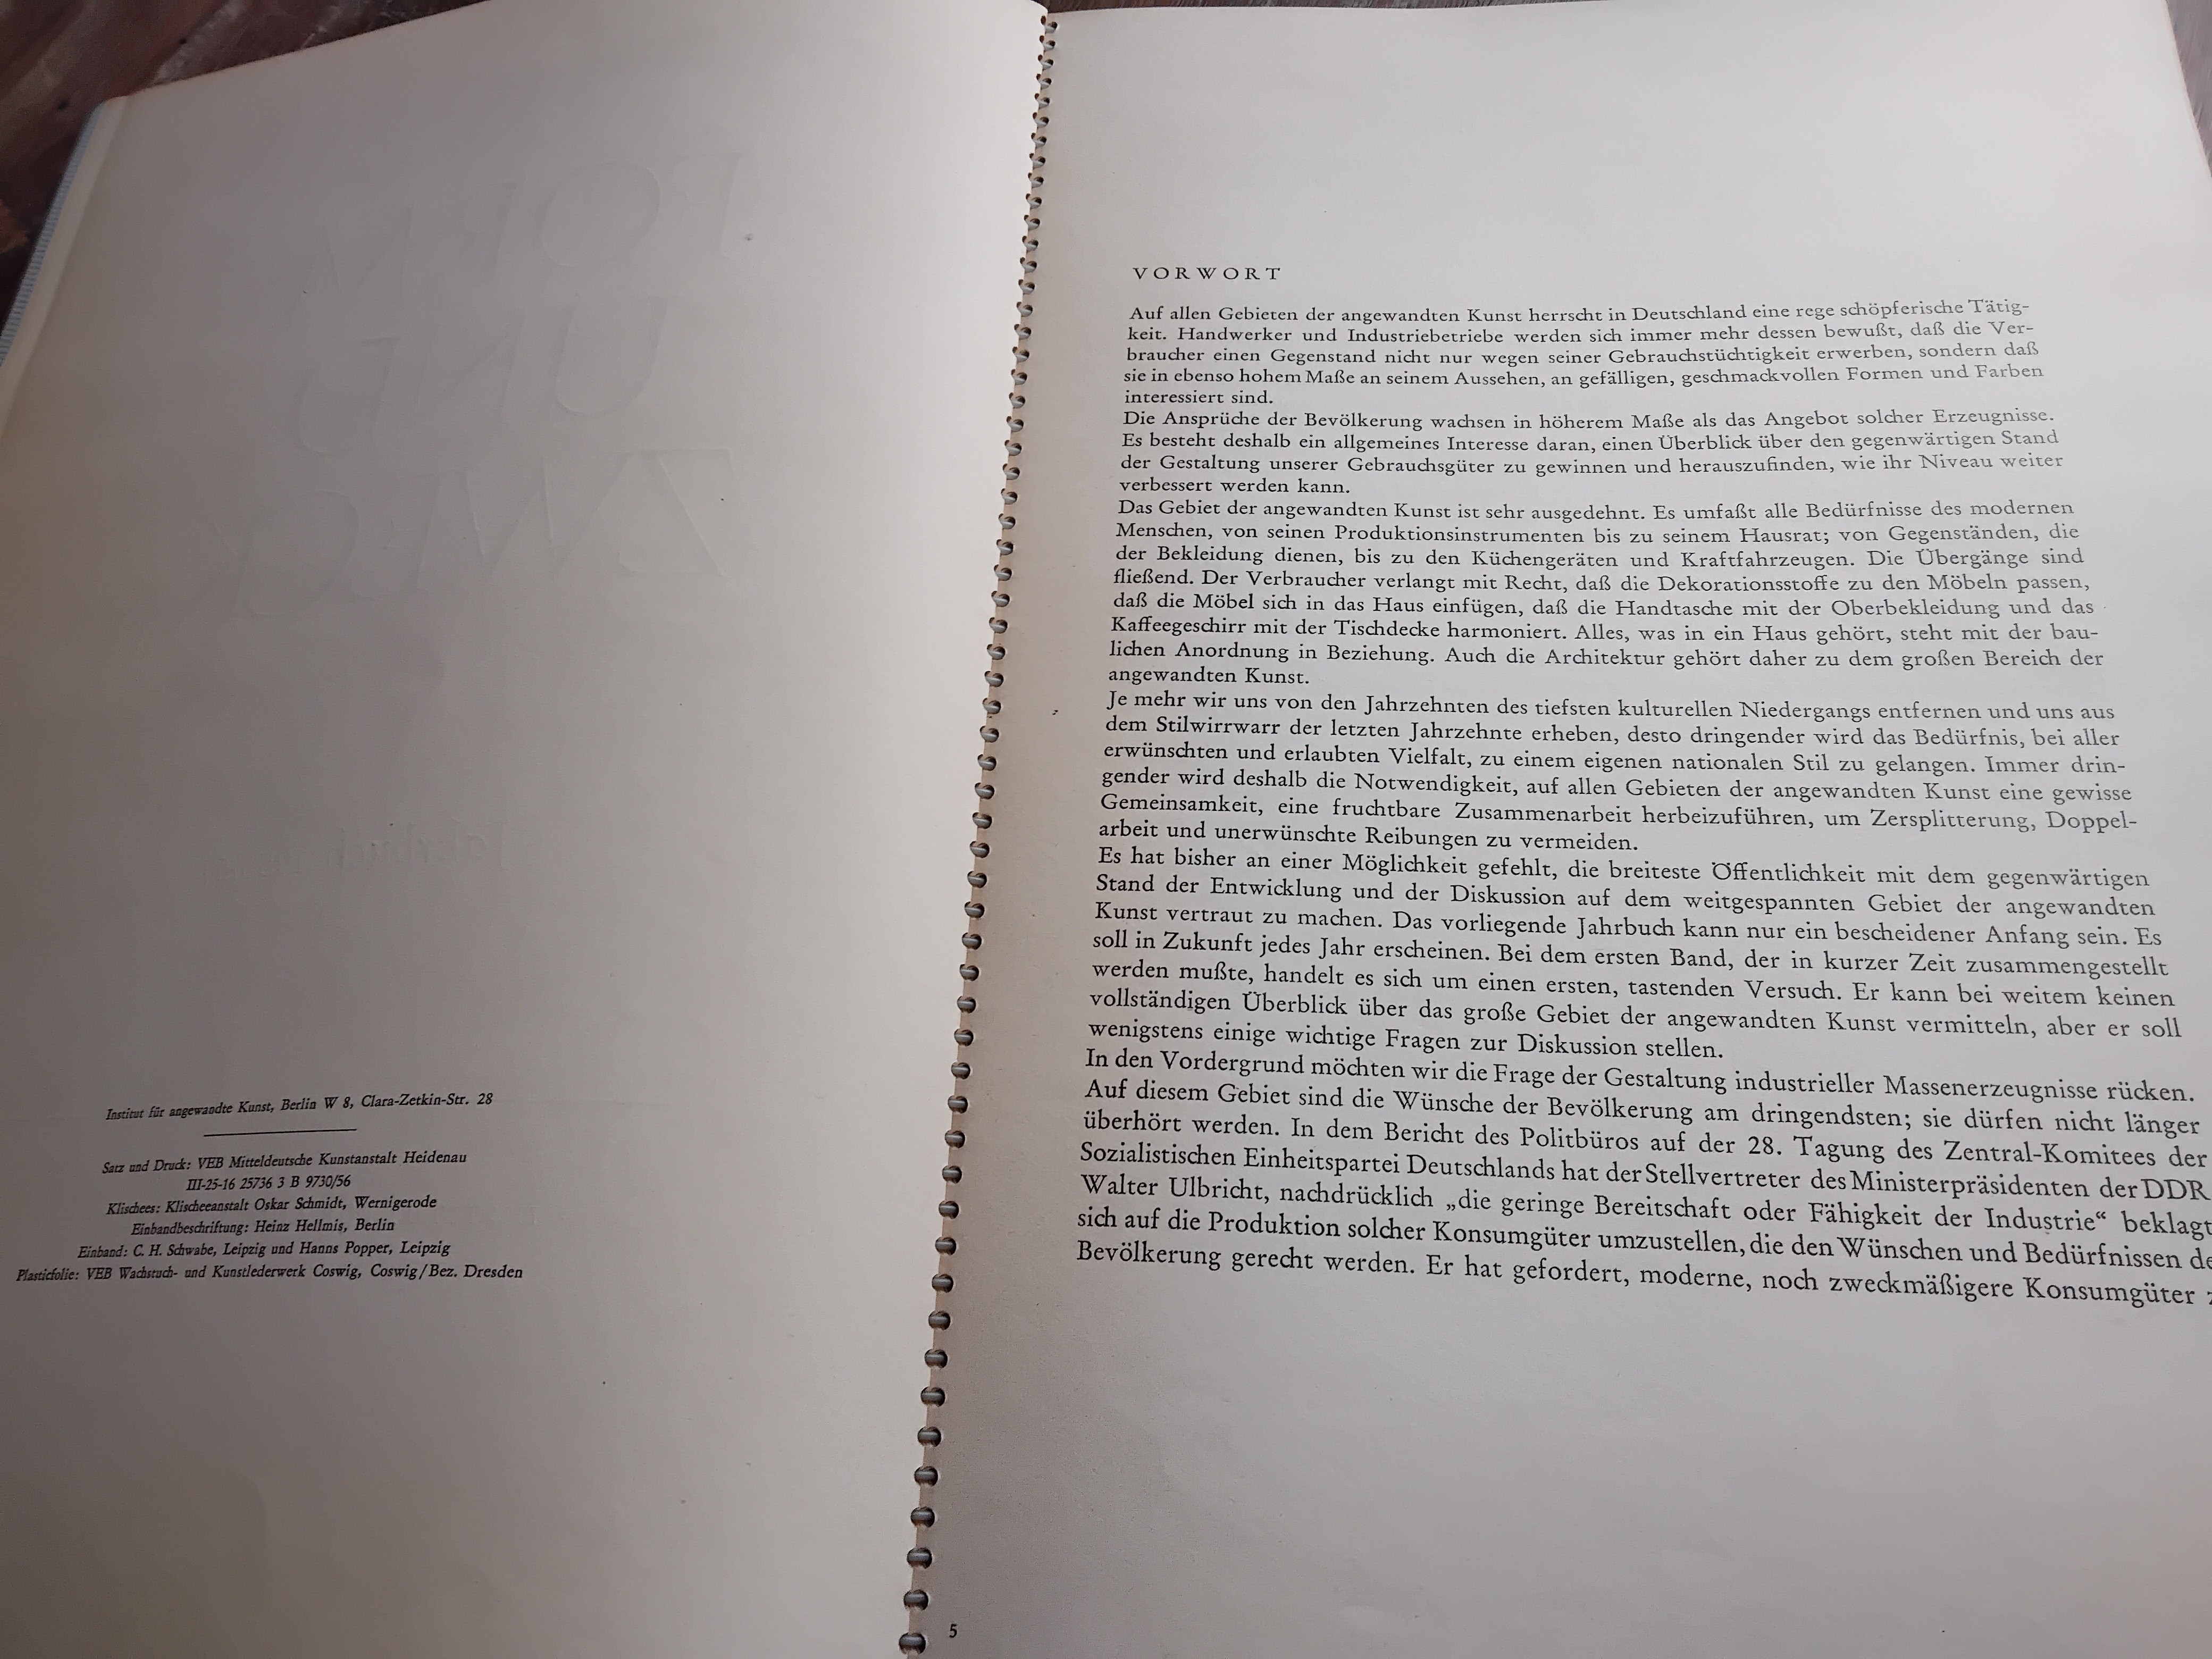 Institut für angewandte Kunst, Berlin W 8, Clara-Zetkin-Str. 28
Satz und Druck: VEB Mitteldeutsche Kunstanstalt Heidenau
III-25-16 25736 3 B 9730/56
Klischees: Klischeeanstalt Oskar Schmidt, Wernigerode
Einbandbeschriftung: Heinz Hellmis, Berlin
Einband: C. H. Schwabe, Leipzig und Hanns Popper, Leipzig
Plasticfolie: VEB Wachstuch- und Kunstlederwerk Coswig, Coswig/Bez. Dresden
VORWORT
Auf allen Gebieten der angewandten Kunst herrscht in Deutschland eine rege schöpferische Tätig-
keit. Handwerker und Industriebetriebe werden sich immer mehr dessen bewußt, daß die Ver-
braucher einen Gegenstand nicht nur wegen seiner Gebrauchstüchtigkeit erwerben, sondern daß
sie in ebenso hohem Maße an seinem Aussehen, an gefälligen, geschmackvollen Formen und Farben
interessiert sind.
Die Ansprüche der Bevölkerung wachsen in höherem Maße als das Angebot solcher Erzeugnisse.
Es besteht deshalb ein allgemeines Interesse daran, einen Überblick über den gegenwärtigen Stand
der Gestaltung unserer Gebrauchsgüter zu gewinnen und herauszufinden, wie ihr Niveau weiter
verbessert werden kann.
Das Gebiet der angewandten Kunst ist sehr ausgedehnt. Es umfaßt alle Bedürfnisse des modernen
Menschen, von seinen Produktionsinstrumenten bis zu seinem Hausrat; von Gegenständen, die
der Bekleidung dienen, bis zu den Küchengeräten und Kraftfahrzeugen. Die Übergänge sind
fließend. Der Verbraucher verlangt mit Recht, daß die Dekorationsstoffe zu den Möbeln passen,
daß die Möbel sich in das Haus einfügen, daß die Handtasche mit der Oberbekleidung und das
Kaffeegeschirr mit der Tischdecke harmoniert. Alles, was in ein Haus gehört, steht mit der bau-
lichen Anordnung in Beziehung. Auch die Architektur gehört daher zu dem großen Bereich der
angewandten Kunst.
Je mehr wir uns von den Jahrzehnten des tiefsten kulturellen Niedergangs entfernen und uns aus
dem Stilwirrwarr der letzten Jahrzehnte erheben, desto dringender wird das Bedürfnis, bei aller
erwünschten und erlaubten Vielfalt, zu einem eigenen nationalen Stil zu gelangen. Immer drin-
gender wird deshalb die Notwendigkeit, auf allen Gebieten der angewandten Kunst eine gewisse
Gemeinsamkeit, eine fruchtbare Zusammenarbeit herbeizuführen, um Zersplitterung, Doppel-
arbeit und unerwünschte Reibungen zu vermeiden.
Es hat bisher an einer Möglichkeit gefehlt, die breiteste Öffentlichkeit mit dem gegenwärtigen
Stand der Entwicklung und der Diskussion auf dem weitgespannten Gebiet der angewandten
Kunst vertraut zu machen. Das vorliegende Jahrbuch kann nur ein bescheidener Anfang sein. Es
soll in Zukunft jedes Jahr erscheinen. Bei dem ersten Band, der in kurzer Zeit zusammengestellt
werden mußte, handelt es sich um einen ersten, tastenden Versuch. Er kann bei weitem keinen
vollständigen Überblick über das große Gebiet der angewandten Kunst vermitteln, aber er soll
wenigstens einige wichtige Fragen zur Diskussion stellen.
In den Vordergrund möchten wir die Frage der Gestaltung industrieller Massenerzeugnisse rücken.
Auf diesem Gebiet sind die Wünsche der Bevölkerung am dringendsten; sie dürfen nicht länger
überhört werden. In dem Bericht des Politbüros auf der 28. Tagung des Zentral-Komitees der
Sozialistischen Einheitspartei Deutschlands hat der Stellvertreter des Ministerpräsidenten der DDR
Walter Ulbricht, nachdrücklich „die geringe Bereitschaft oder Fähigkeit der Industrie“ beklagt
sich auf die Produktion solcher Konsumgüter umzustellen, die den Wünschen und Bedürfnissen
Bevölkerung gerecht werden. Er hat gefordert, moderne, noch zweckmäßigere Konsumgüter
5